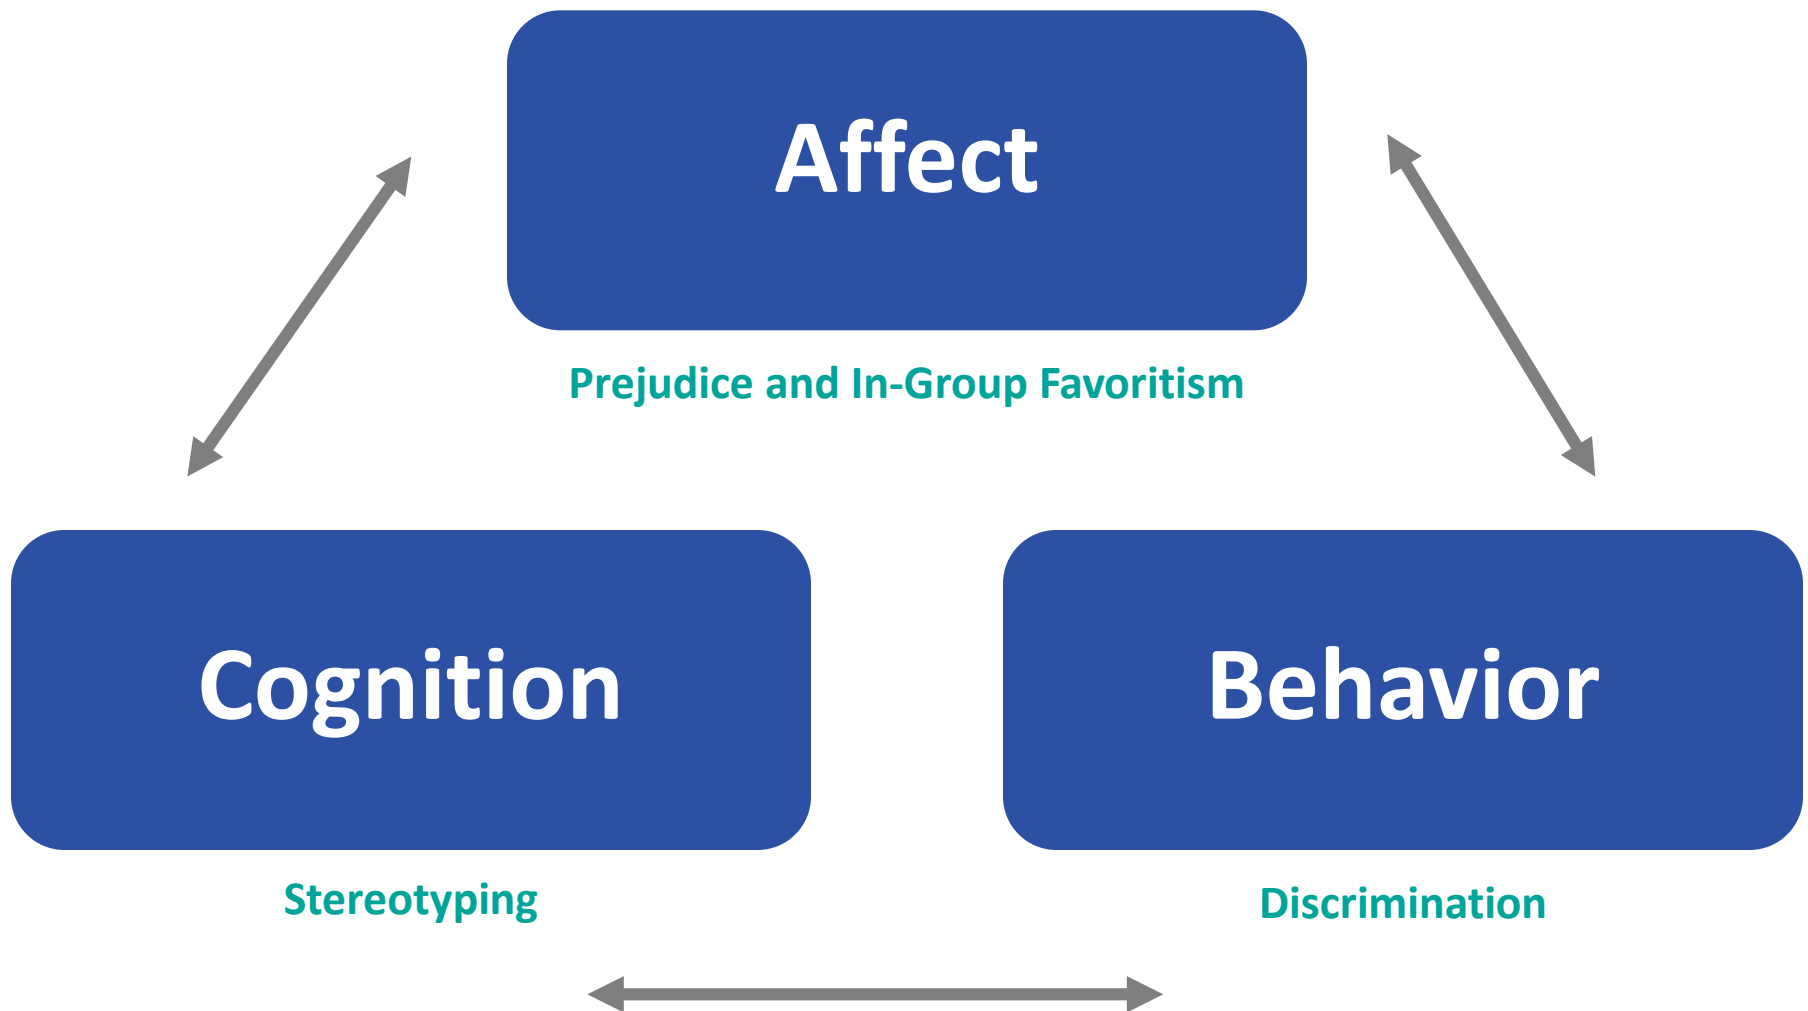 Affect
Prejudice and In-Group Favoritism
Cognition
Behavior
Stereotyping
Discrimination